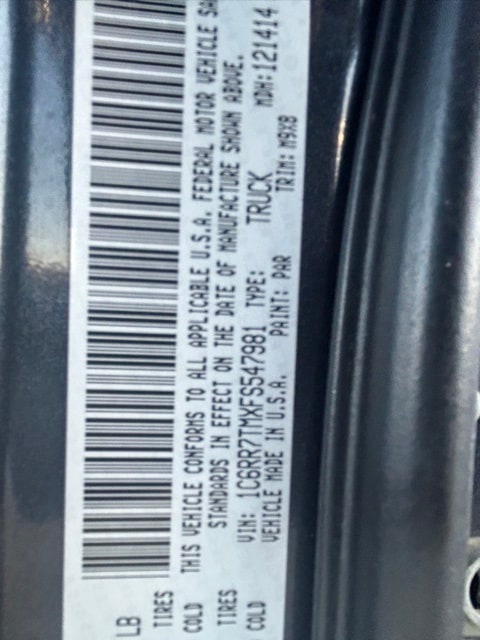 LB
TIRES
COLD
TIRES
COLD
THIS VEHICLE CONFORMS TO ALL APPLICABLE U.S.A. FEDERAL MOTOR VEHICLE SA
STANDARDS IN EFFECT ON THE DATE OF MANUFACTURE SHOWN ABOVE.
VIN: 1C6RR7TMXFS547981 TYPE: TRUCK MDH: 121414
VEHICLE MADE IN U.S.A. PAINT: PAR TRIM: M9X8